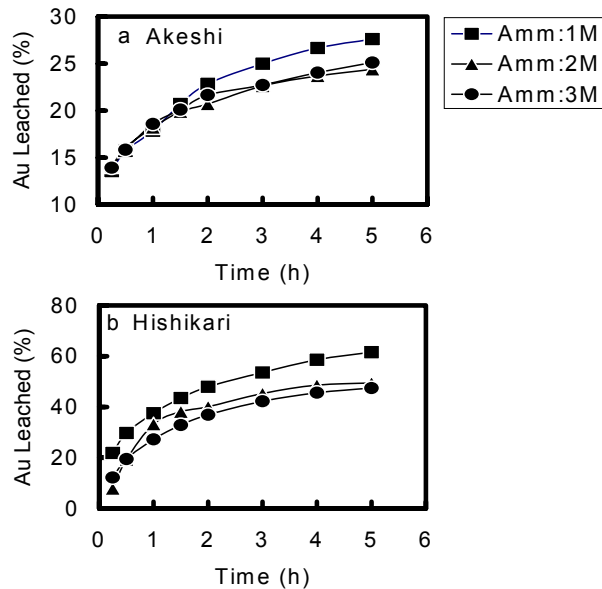 30
25
20
15
10
a Akeshi
Au Leached (%)
0 1 2 3 4 5 6
Time (h)
Amm:1M
Amm:2M
Amm:3M
80
60
40
20
0
b Hishikari
Au Leached (%)
0 1 2 3 4 5 6
Time (h)